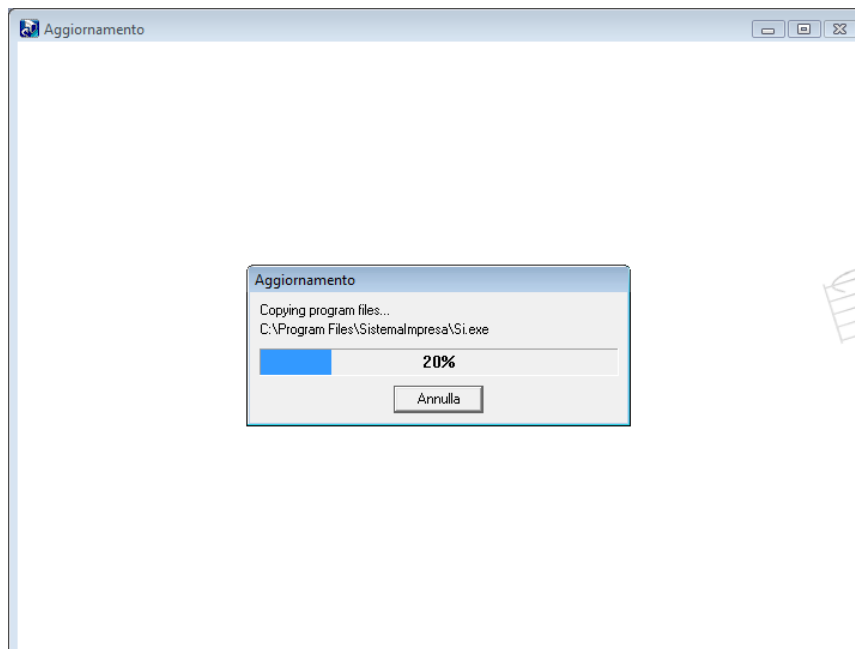 Aggiornamento
Aggiornamento
Copying program files...
C:\Program Files\SistemaImpresa\Si.exe
20%
Annulla